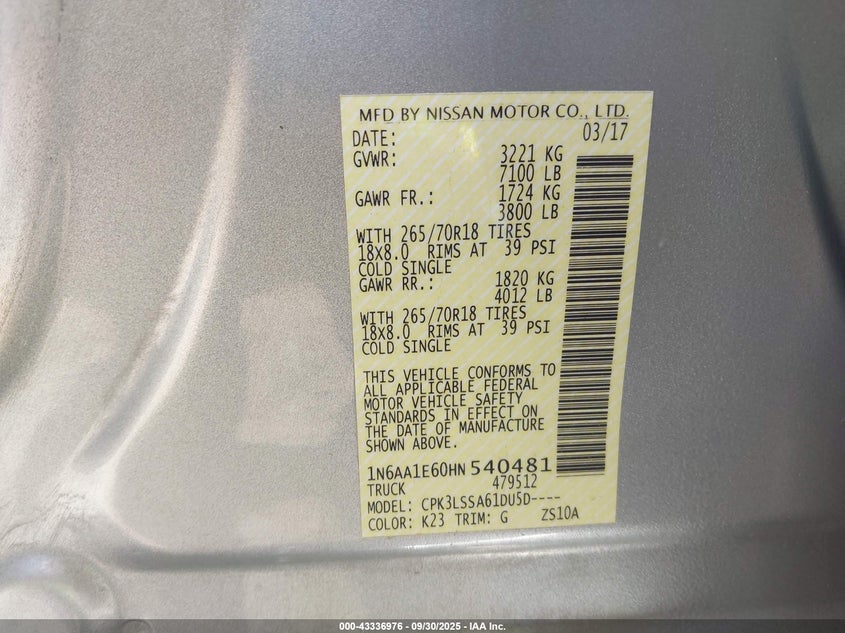 MFD BY NISSAN MOTOR CO., LTD.
DATE: 03/17
GVWR: 3221 KG
7100 LB
GAWR FR.: 1724 KG
3800 LB
WITH 265/70R18 TIRES
18X8.0 RIMS AT 39 PSI
COLD SINGLE
GAWR RR.: 1820 KG
4012 LB
WITH 265/70R18 TIRES
18X8.0 RIMS AT 39 PSI
COLD SINGLE
THIS VEHICLE CONFORMS TO
ALL APPLICABLE FEDERAL
MOTOR VEHICLE SAFETY
STANDARDS IN EFFECT ON
THE DATE OF MANUFACTURE
SHOWN ABOVE.
1N6AA1E60HN540481
TRUCK 479512
MODEL: CPK3LSSA61DU5D----
COLOR: K23 TRIM: G ZS10A
000-43336976 - 09/30/2025 - IAA Inc.